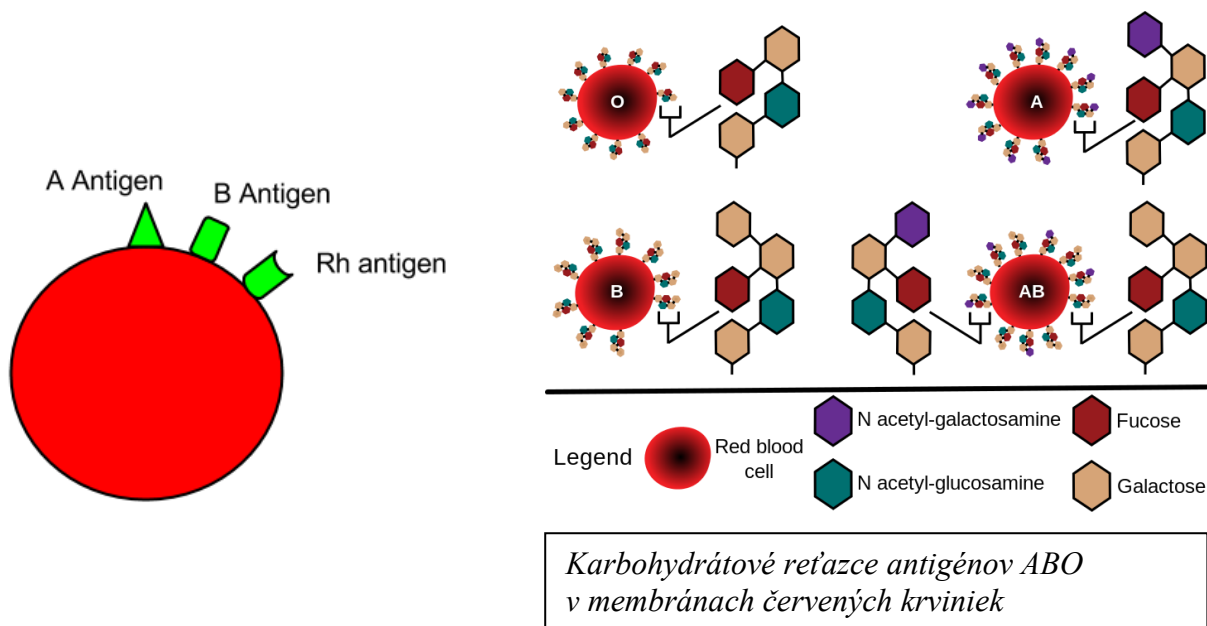 A Antigen
B Antigen
Rh antigen
O
A
B
AB
Legend
Red blood
cell
N acetyl-galactosamine
Fucose
N acetyl-glucosamine
Galactose
Karbohydrátové reťazce antigénov ABO
v membránach červených krviniek